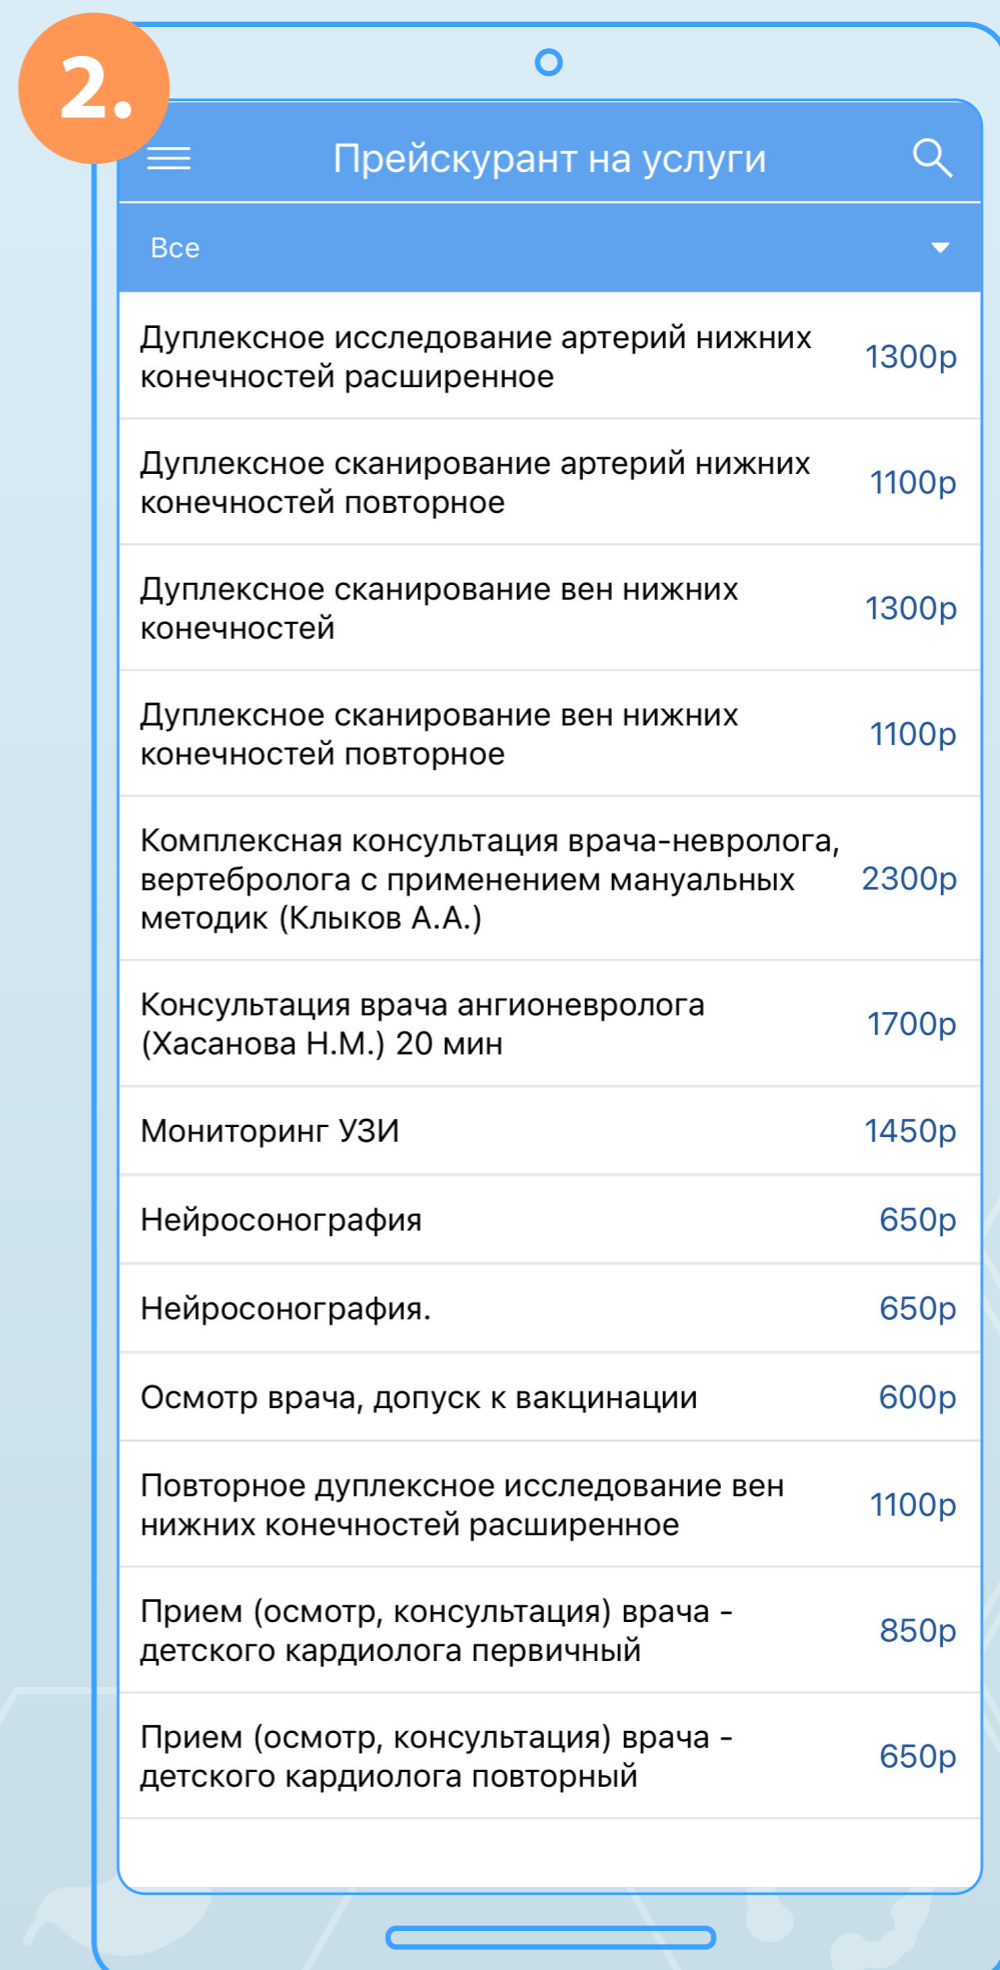 2.
Прейскурант на услуги
Все
Дуплексное исследование артерий нижних
конечностей расширенное
1300р
Дуплексное сканирование артерий нижних
конечностей повторное
1100р
Дуплексное сканирование вен нижних
конечностей
1300р
Дуплексное сканирование вен нижних
конечностей повторное
1100р
Комплексная консультация врача-невролога,
вертебролога с применением мануальных
методик (Клыков А.А.)
2300р
Консультация врача ангионевролога
(Хасанова Н.М.) 20 мин
1700р
Мониторинг УЗИ
1450р
Нейросонография
650р
Нейросонография.
650р
Осмотр врача, допуск к вакцинации
600р
Повторное дуплексное исследование вен
нижних конечностей расширенное
1100р
Прием (осмотр, консультация) врача -
детского кардиолога первичный
850р
Прием (осмотр, консультация) врача -
детского кардиолога повторный
650р